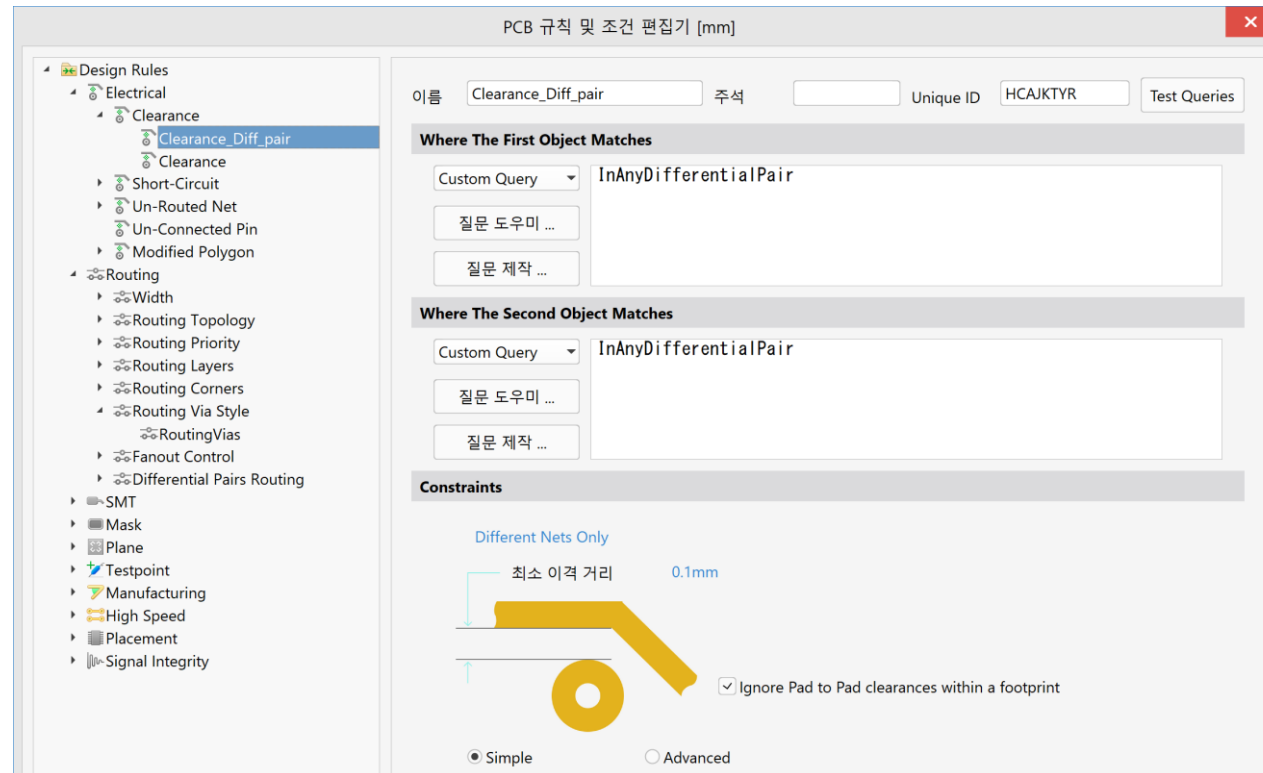 PCB 규칙 및 조건 편집기 [mm]
Design Rules
Electrical
Clearance
Clearance_Diff_pair
Clearance
Short-Circuit
Un-Routed Net
Un-Connected Pin
Modified Polygon
Routing
Width
Routing Topology
Routing Priority
Routing Layers
Routing Corners
Routing Via Style
RoutingVias
Fanout Control
Differential Pairs Routing
SMT
Mask
Plane
Testpoint
Manufacturing
High Speed
Placement
Signal Integrity
이름 Clearance_Diff_pair 주석 Unique ID HCAJKTYR Test Queries
Where The First Object Matches
Custom Query InAnyDifferentialPair
질문 도우미 ...
질문 제작 ...
Where The Second Object Matches
Custom Query InAnyDifferentialPair
질문 도우미 ...
질문 제작 ...
Constraints
Different Nets Only
최소 이격 거리 0.1mm
Ignore Pad to Pad clearances within a footprint
Simple Advanced